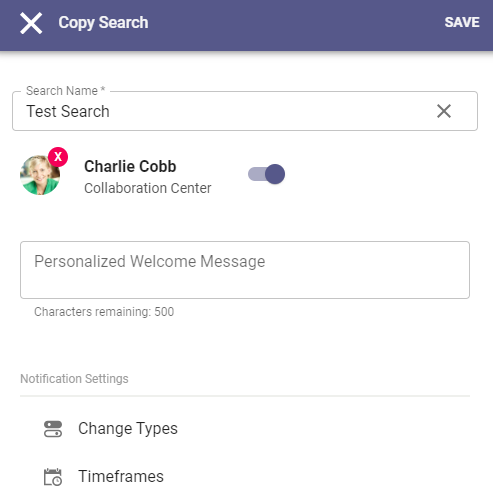 Copy Search
SAVE
Search Name *
Test Search
X
Charlie Cobb
Collaboration Center
Personalized Welcome Message
Characters remaining: 500
Notification Settings
Change Types
Timeframes